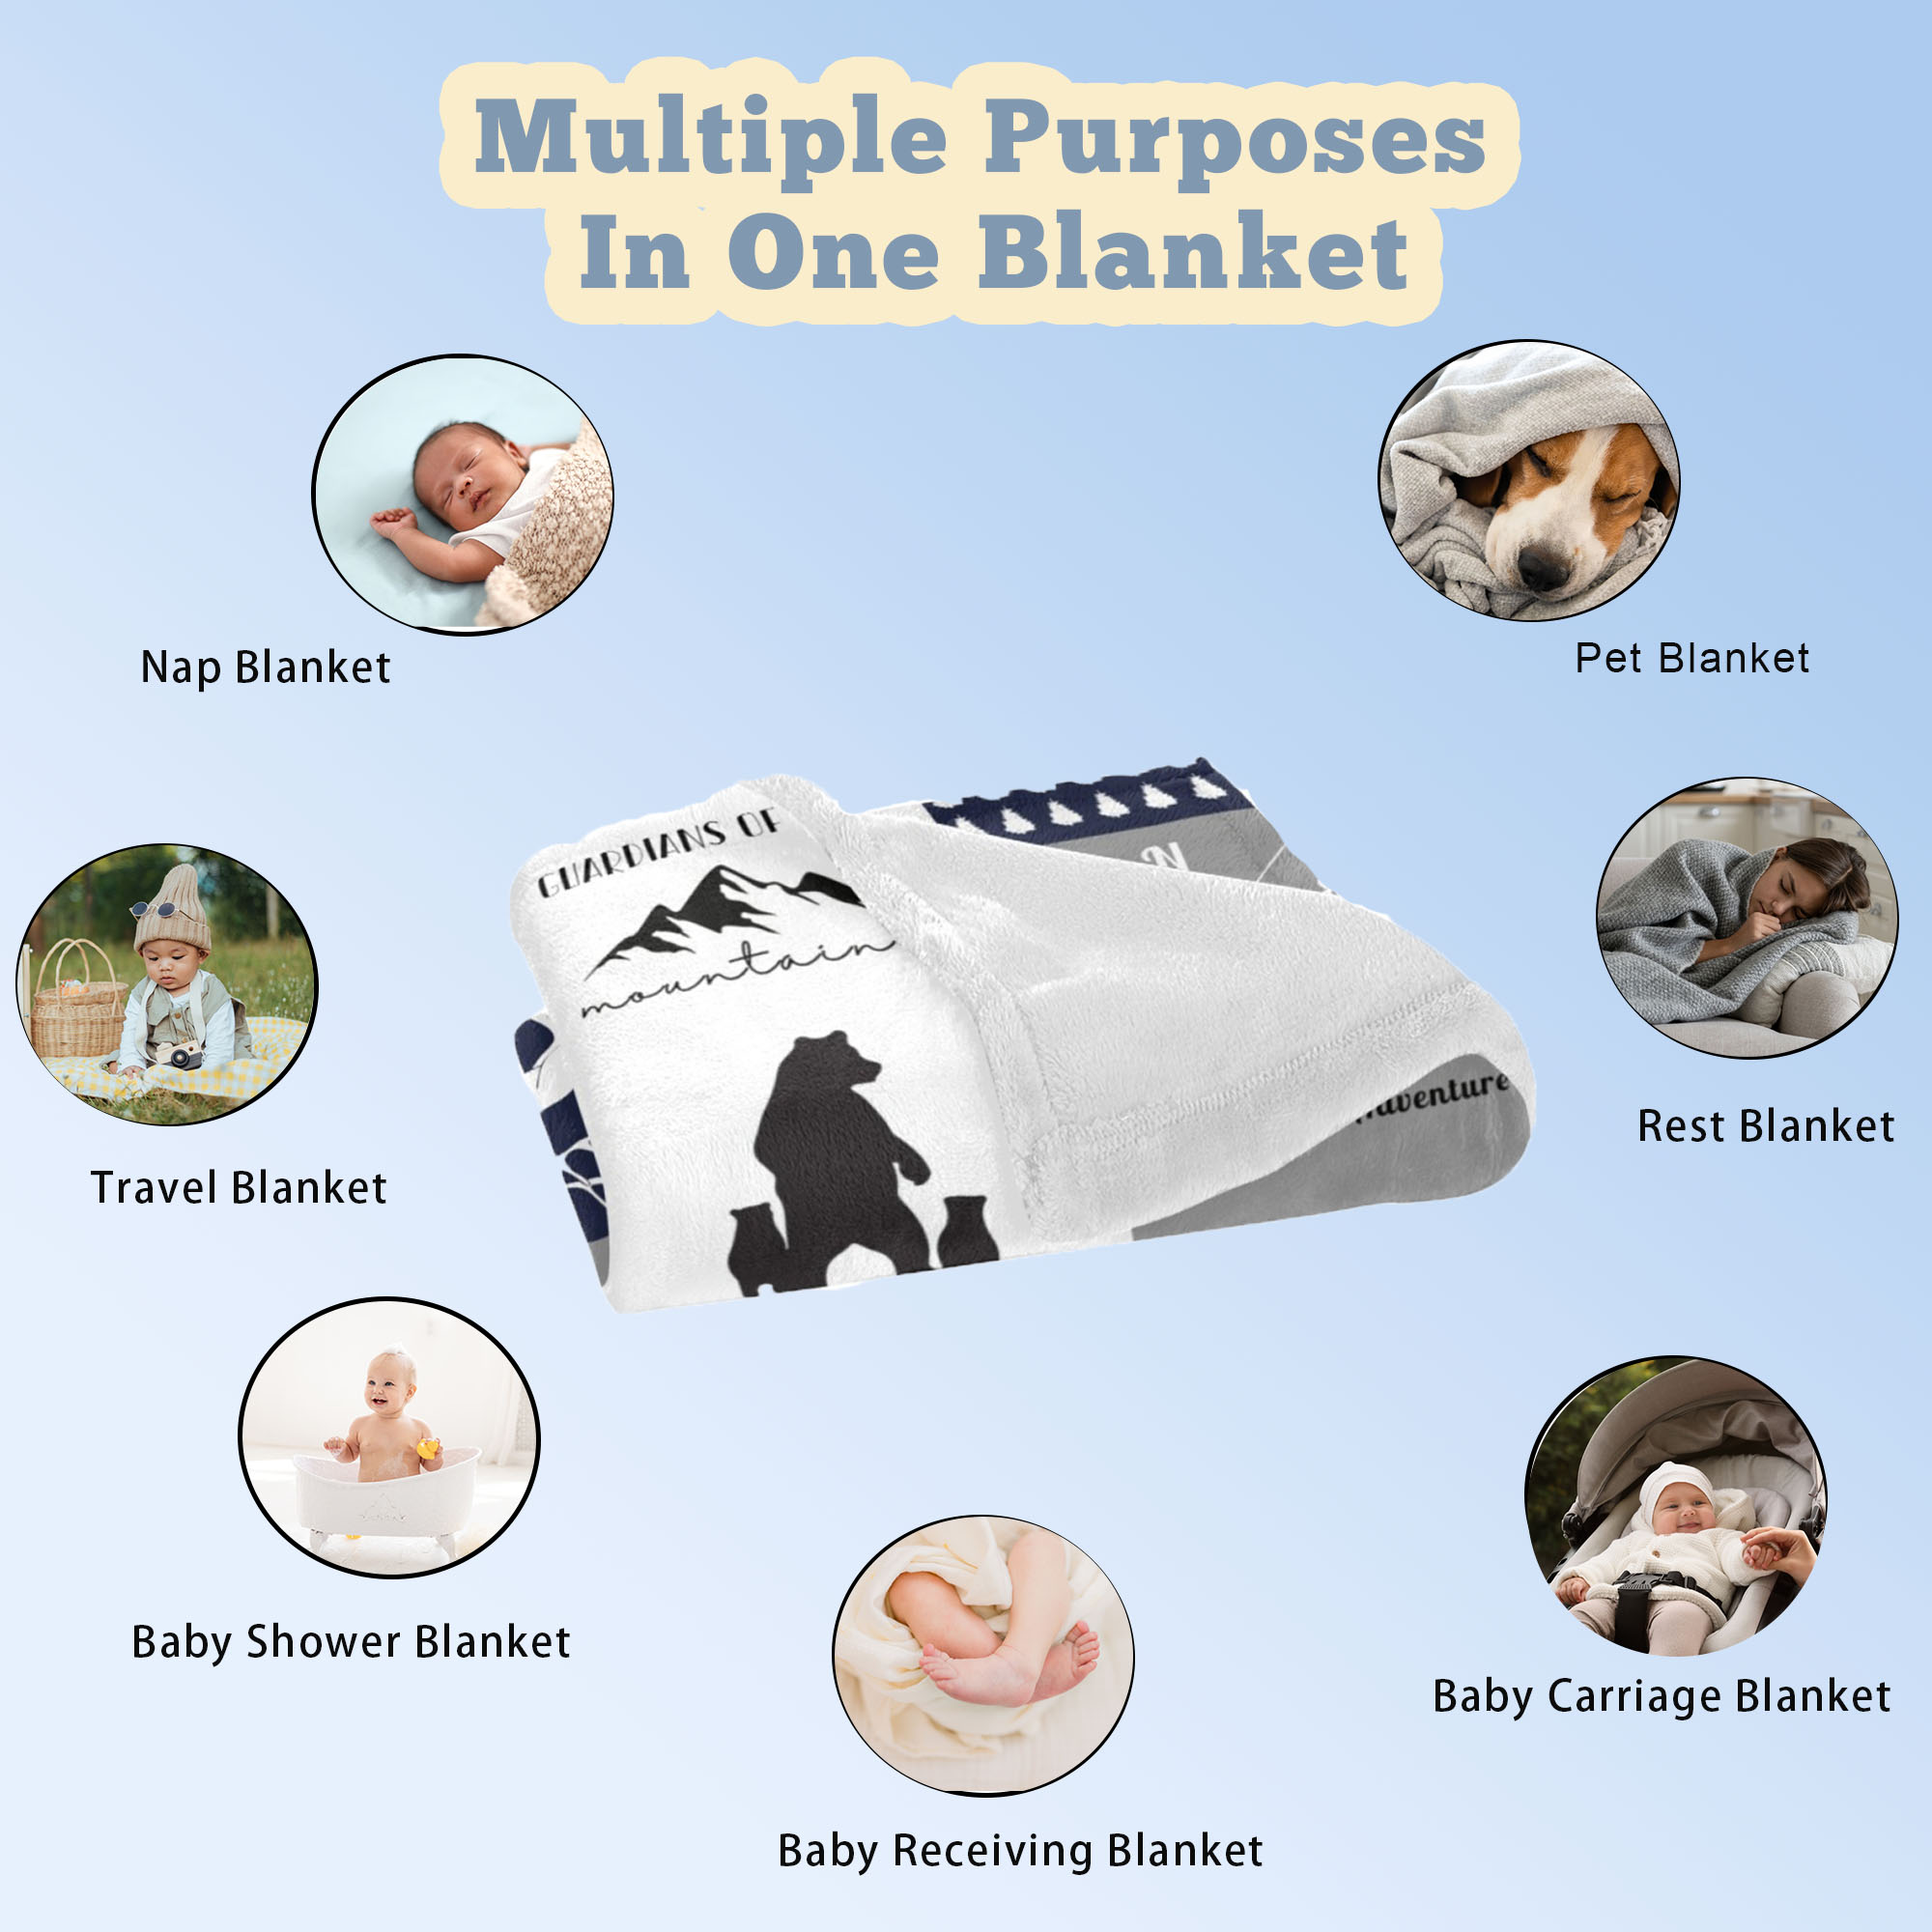 Multiple Purposes
In One Blanket
Nap Blanket
Pet Blanket
GUARDIANS OF
mountain
N
Travel Blanket
Rest Blanket
Baby Shower Blanket
Baby Carriage Blanket
Baby Receiving Blanket